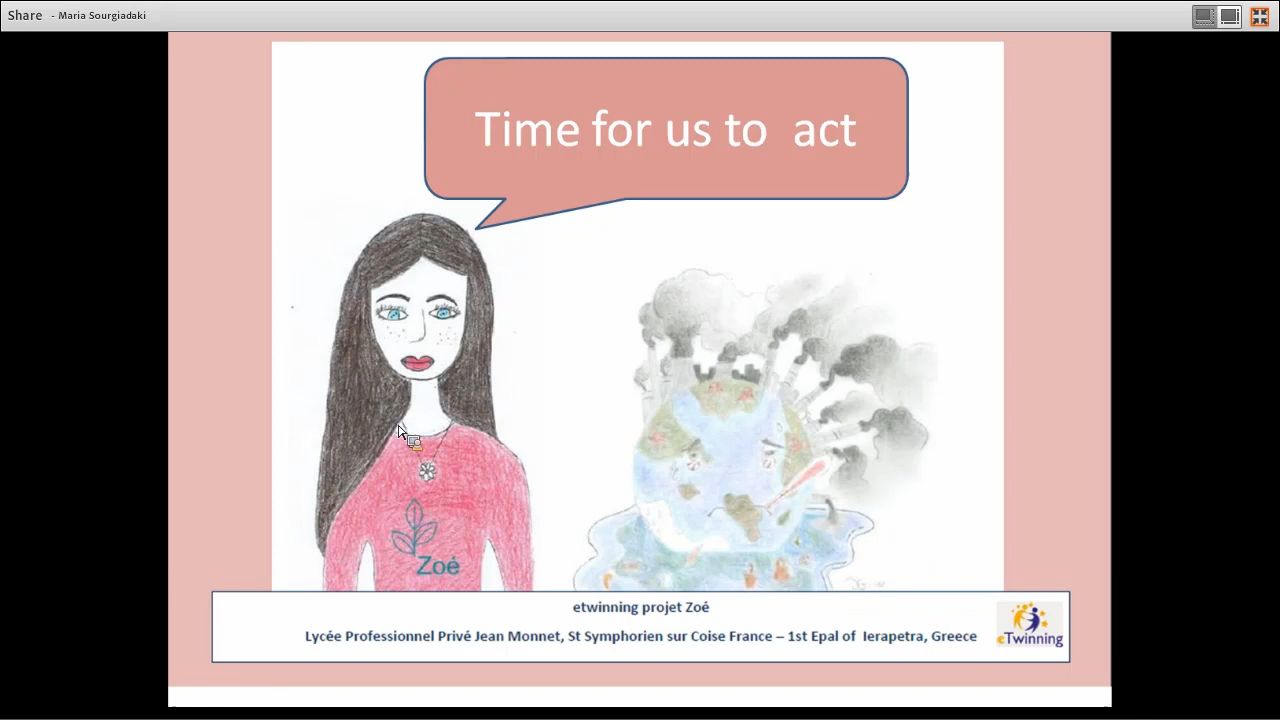 Share - Maria Sourgiadaki
Time for us to act
Zoé
etwinning projet Zoé
Lycée Professionnel Privé Jean Monnet, St Symphorien sur Coise France – 1st Epal of Ierapetra, Greece
eTwinning